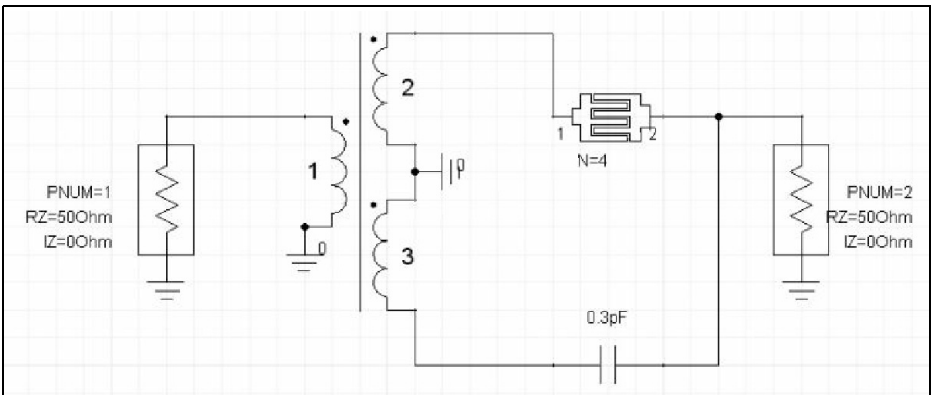 2
1
1
2
N=4
PNUM=1
RZ=50Ohm
IZ=0Ohm
0
0
3
PNUM=2
RZ=50Ohm
IZ=0Ohm
0.3pF